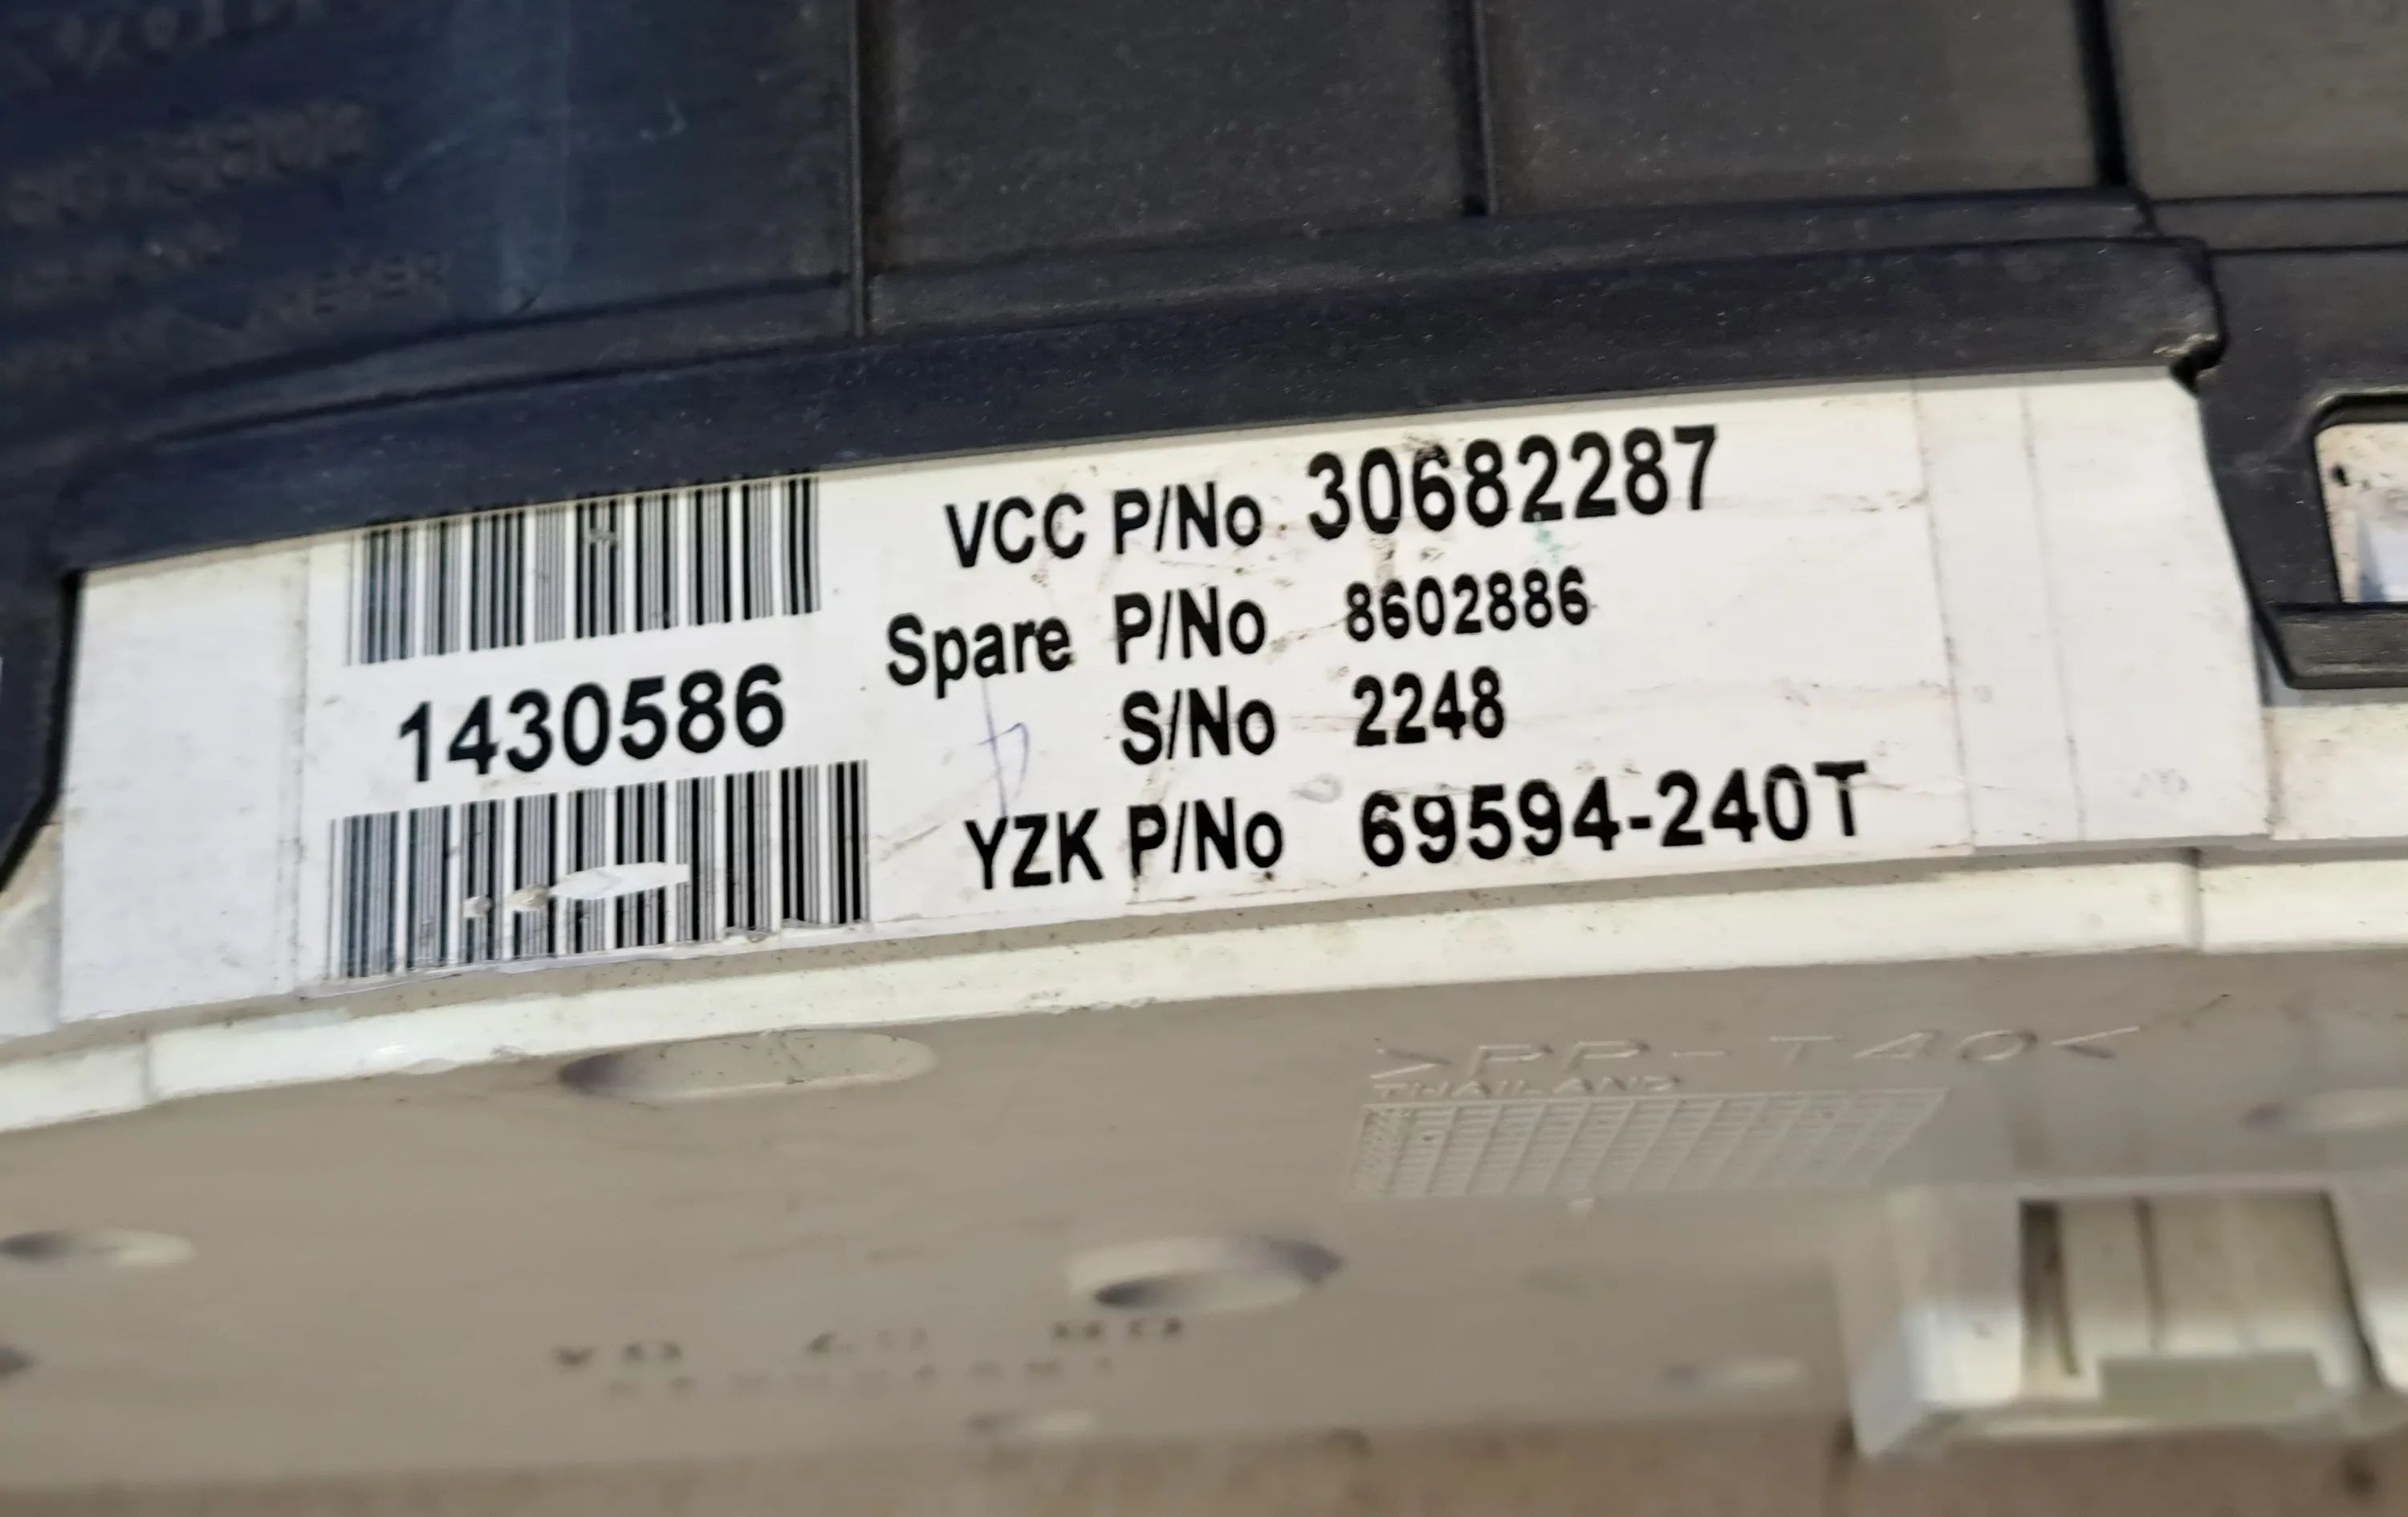 VCC P/No 30682287
Spare P/No 8602886
1430586
S/No 2248
YZK P/No 69594-240T
>PP-T40<
THAILAND